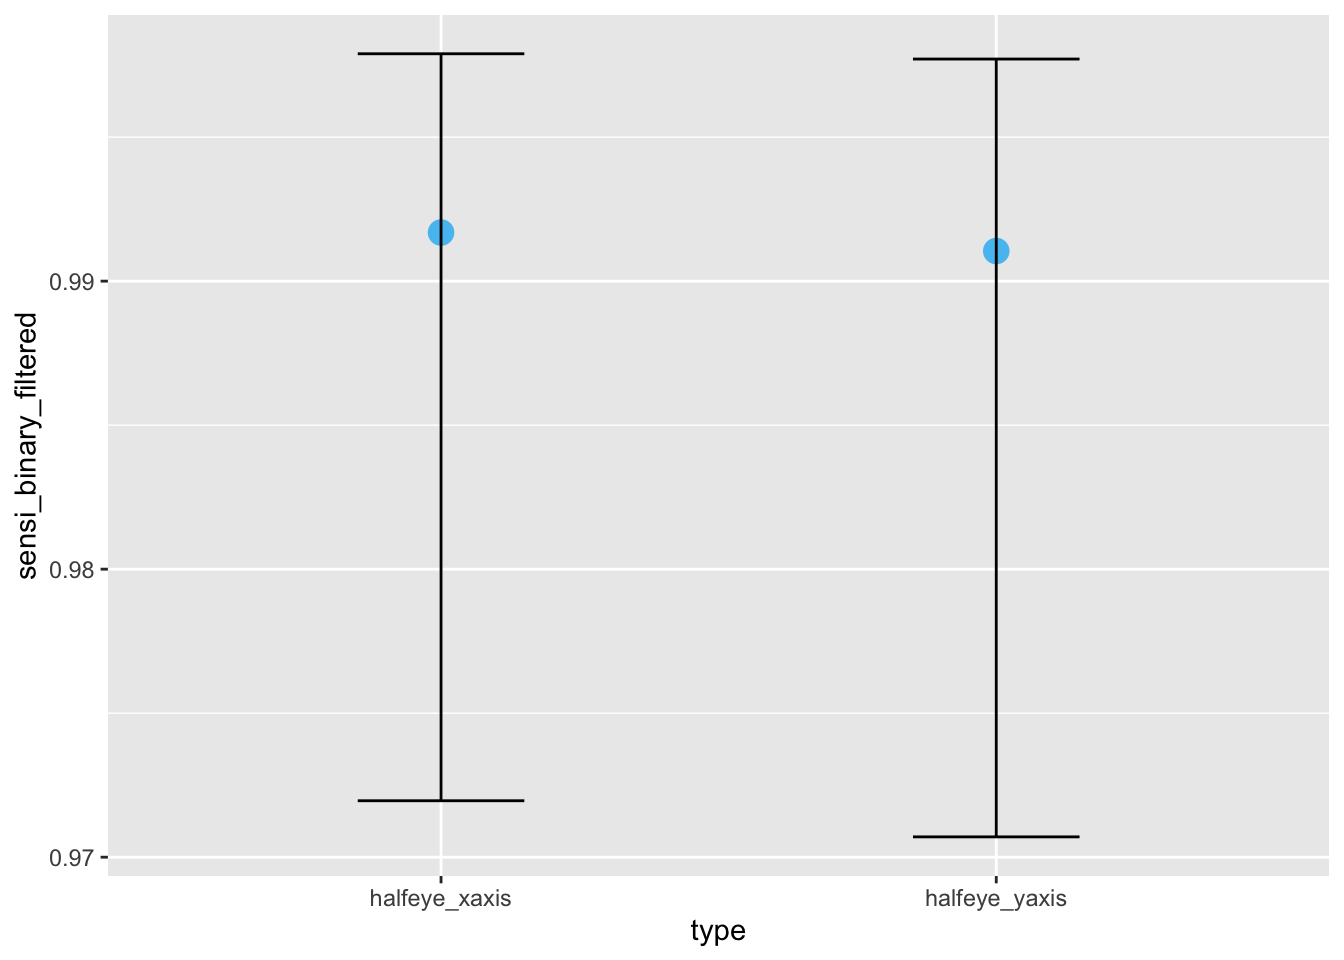 sensi_binary_filtered
0.99
0.98
0.97
halfeye_xaxis
halfeye_yaxis
type